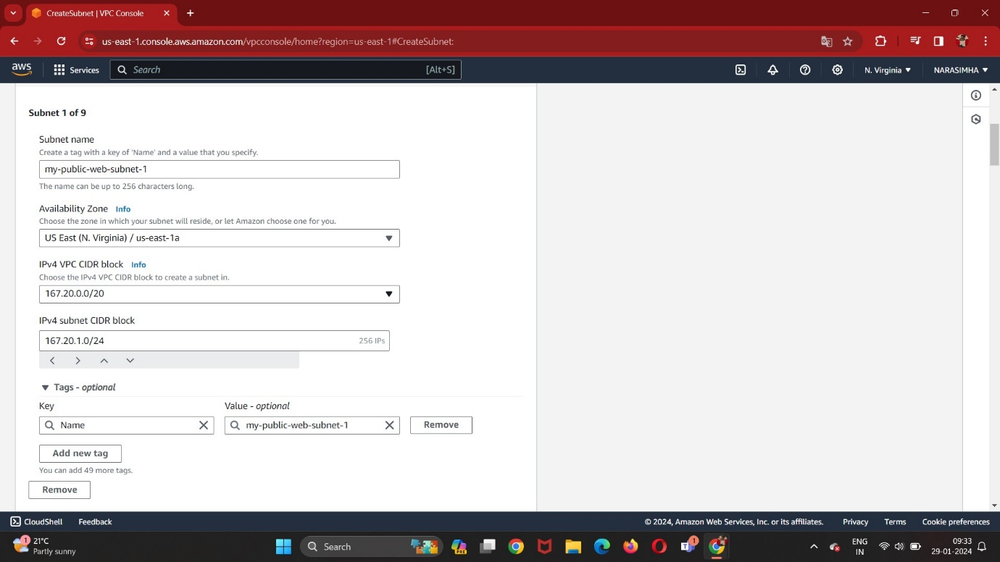 CreateSubnet | VPC Console
us-east-1.console.aws.amazon.com/vpcconsole/home?region=us-east-1#CreateSubnet:
aws
Services
Search
[Alt+S]
N. Virginia
NARASIMHA
Subnet 1 of 9
Subnet name
Create a tag with a key of 'Name' and a value that you specify.
my-public-web-subnet-1
The name can be up to 256 characters long.
Availability Zone Info
Choose the zone in which your subnet will reside, or let Amazon choose one for you.
US East (N. Virginia) / us-east-1a
IPv4 VPC CIDR block Info
Choose the IPv4 VPC CIDR block to create a subnet in.
167.20.0.0/20
IPv4 subnet CIDR block
167.20.1.0/24 256 IPs
Tags - optional
Key Value - optional
Name my-public-web-subnet-1 Remove
Add new tag
You can add 49 more tags.
Remove
CloudShell Feedback © 2024, Amazon Web Services, Inc. or its affiliates. Privacy Terms Cookie preferences
1
21°C
Partly sunny
Search
PRE
1
ENG
IN
09:33
29-01-2024